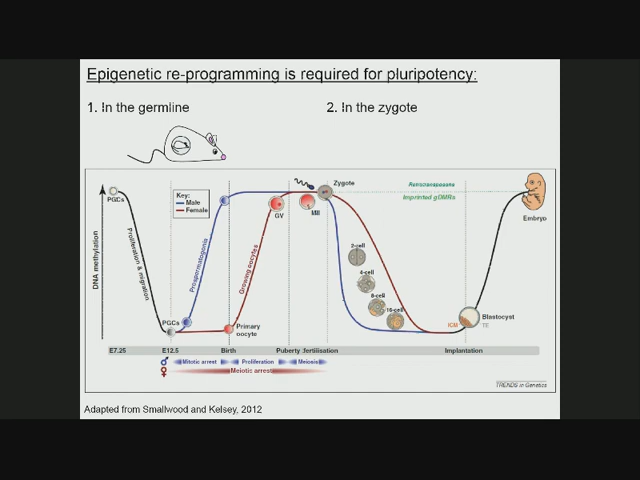 Epigenetic re-programming is required for pluripotency:
1. In the germline
2. In the zygote
Key:
Male
Female
DNA methylation
PGCs
Proliferation & migration
PGCs
Prospermatogonia
Growing oocytes
Primary
oocyte
GV
MII
Zygote
Retrotransposons
Imprinted gDMRs
2-cell
4-cell
8-cell
16-cell
ICM
TE
Blastocyst
Embryo
E7.25
E12.5
Birth
Puberty
fertilisation
Implantation
Mitotic arrest
Proliferation
Meiosis
Meiotic arrest
TRENDS in Genetics
Adapted from Smallwood and Kelsey, 2012